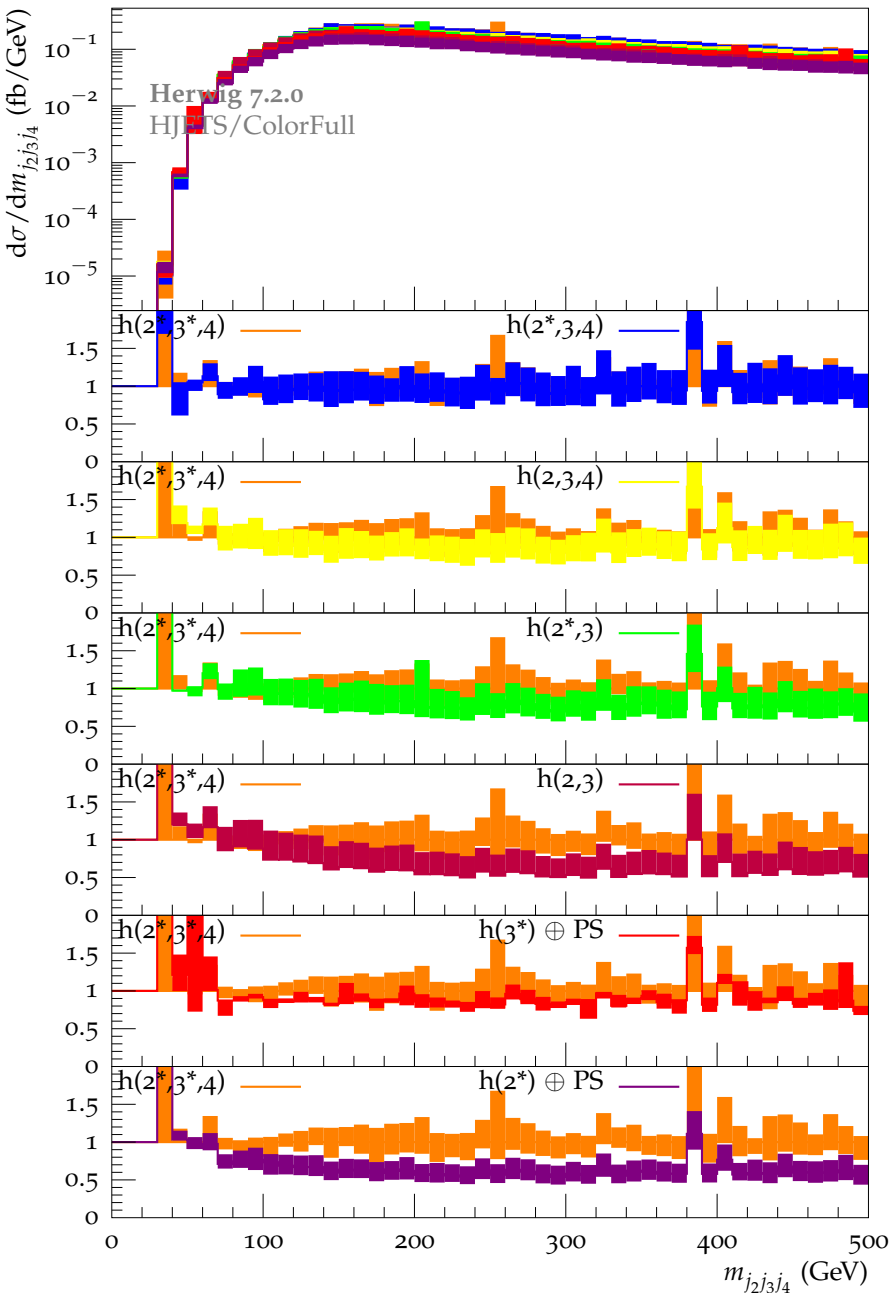 dσ/dm_{j₂j₃j₄} (fb/GeV)
10⁻¹
10⁻²
10⁻³
10⁻⁴
10⁻⁵
Herwig 7.2.0
HJETS/ColorFull
h(2*,3*,4) h(2*,3,4)
1.5
1
0.5
0
h(2*,3*,4) h(2,3,4)
1.5
1
0.5
0
h(2*,3*,4) h(2*,3)
1.5
1
0.5
0
h(2*,3*,4) h(2,3)
1.5
1
0.5
0
h(2*,3*,4) h(3*) ⊕ PS
1.5
1
0.5
0
h(2*,3*,4) h(2*) ⊕ PS
1.5
1
0.5
0
0 100 200 300 400 500
m_{j₂j₃j₄} (GeV)